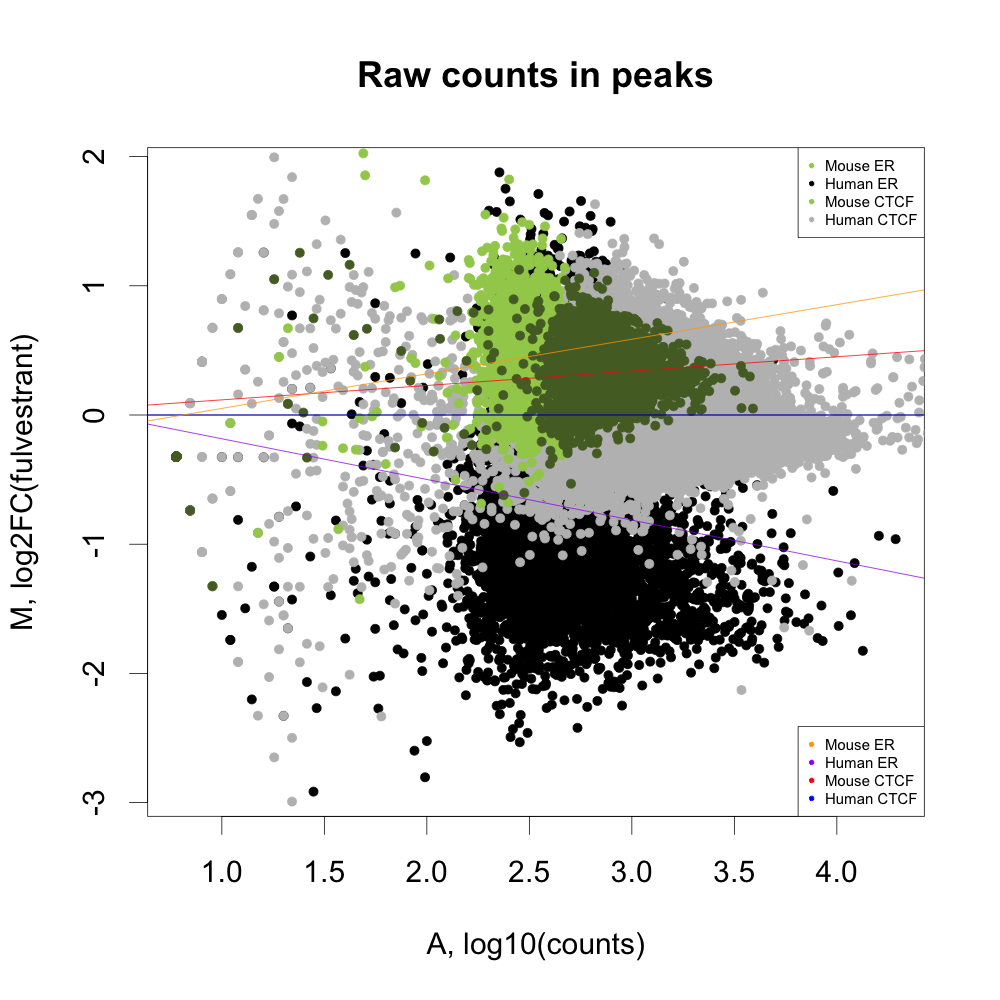 Raw counts in peaks
M, log2FC(fulvestrant)
2
1
0
-1
-2
-3
Mouse ER
Human ER
Mouse CTCF
Human CTCF
Mouse ER
Human ER
Mouse CTCF
Human CTCF
1.0 1.5 2.0 2.5 3.0 3.5 4.0
A, log10(counts)